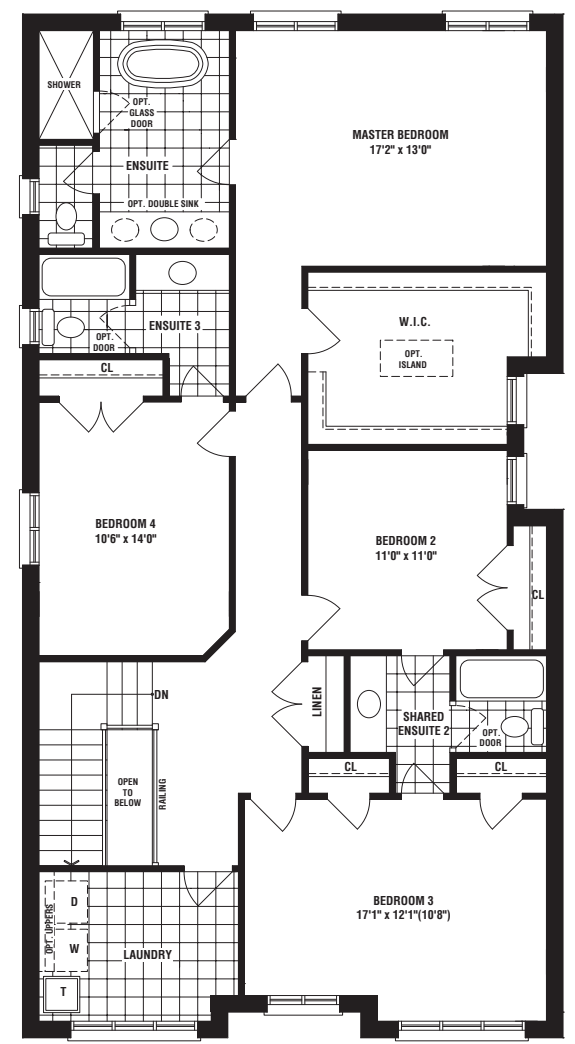 SHOWER
OPT.
GLASS
DOOR
MASTER BEDROOM
17'2" x 13'0"
ENSUITE
OPT. DOUBLE SINK
ENSUITE 3
OPT.
DOOR
W.I.C.
OPT.
ISLAND
CL
BEDROOM 4
10'6" x 14'0"
BEDROOM 2
11'0" x 11'0"
CL
DN
LINEN
SHARED
ENSUITE 2
OPT.
DOOR
OPEN
TO
BELOW
RAILING
CL
CL
BEDROOM 3
17'1" x 12'1"(10'8")
OPT. UPPERS
D
W
T
LAUNDRY